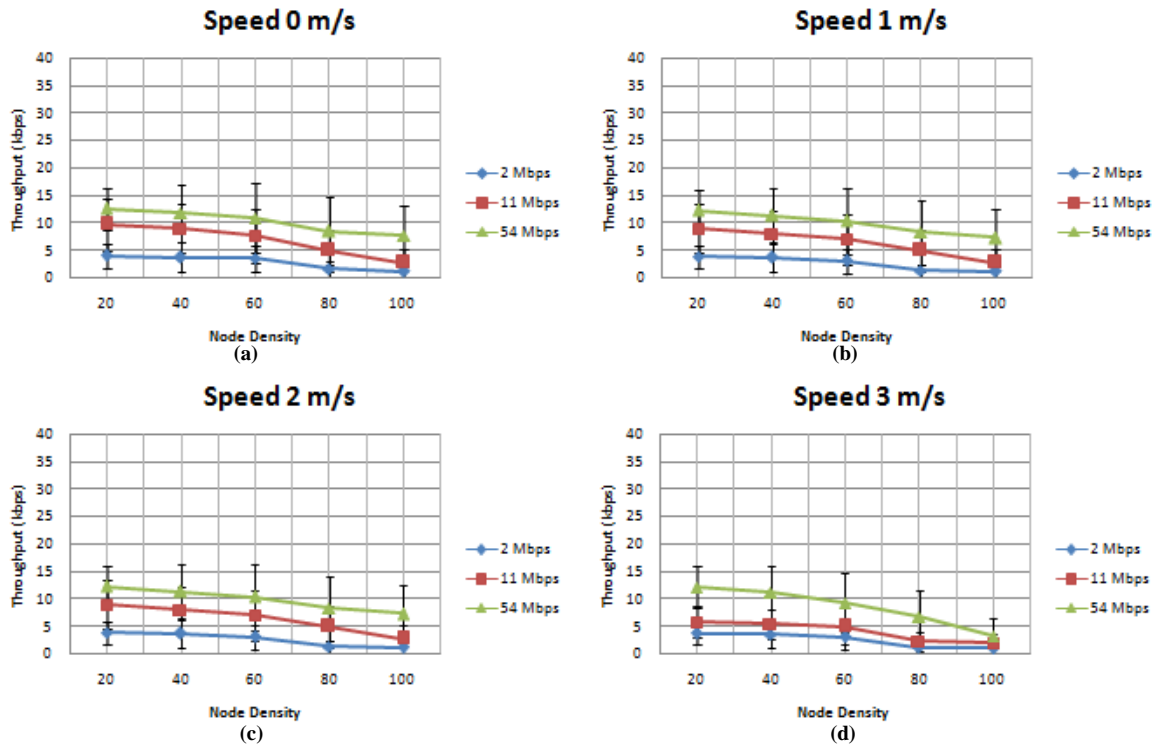 Speed 0 m/s
Throughput (kbps)
40
35
30
25
20
15
10
5
0
20 40 60 80 100
Node Density
2 Mbps
11 Mbps
54 Mbps
(a)
Speed 1 m/s
Throughput (kbps)
40
35
30
25
20
15
10
5
0
20 40 60 80 100
Node Density
2 Mbps
11 Mbps
54 Mbps
(b)
Speed 2 m/s
Throughput (kbps)
40
35
30
25
20
15
10
5
0
20 40 60 80 100
Node Density
2 Mbps
11 Mbps
54 Mbps
(c)
Speed 3 m/s
Throughput (kbps)
40
35
30
25
20
15
10
5
0
20 40 60 80 100
Node Density
2 Mbps
11 Mbps
54 Mbps
(d)